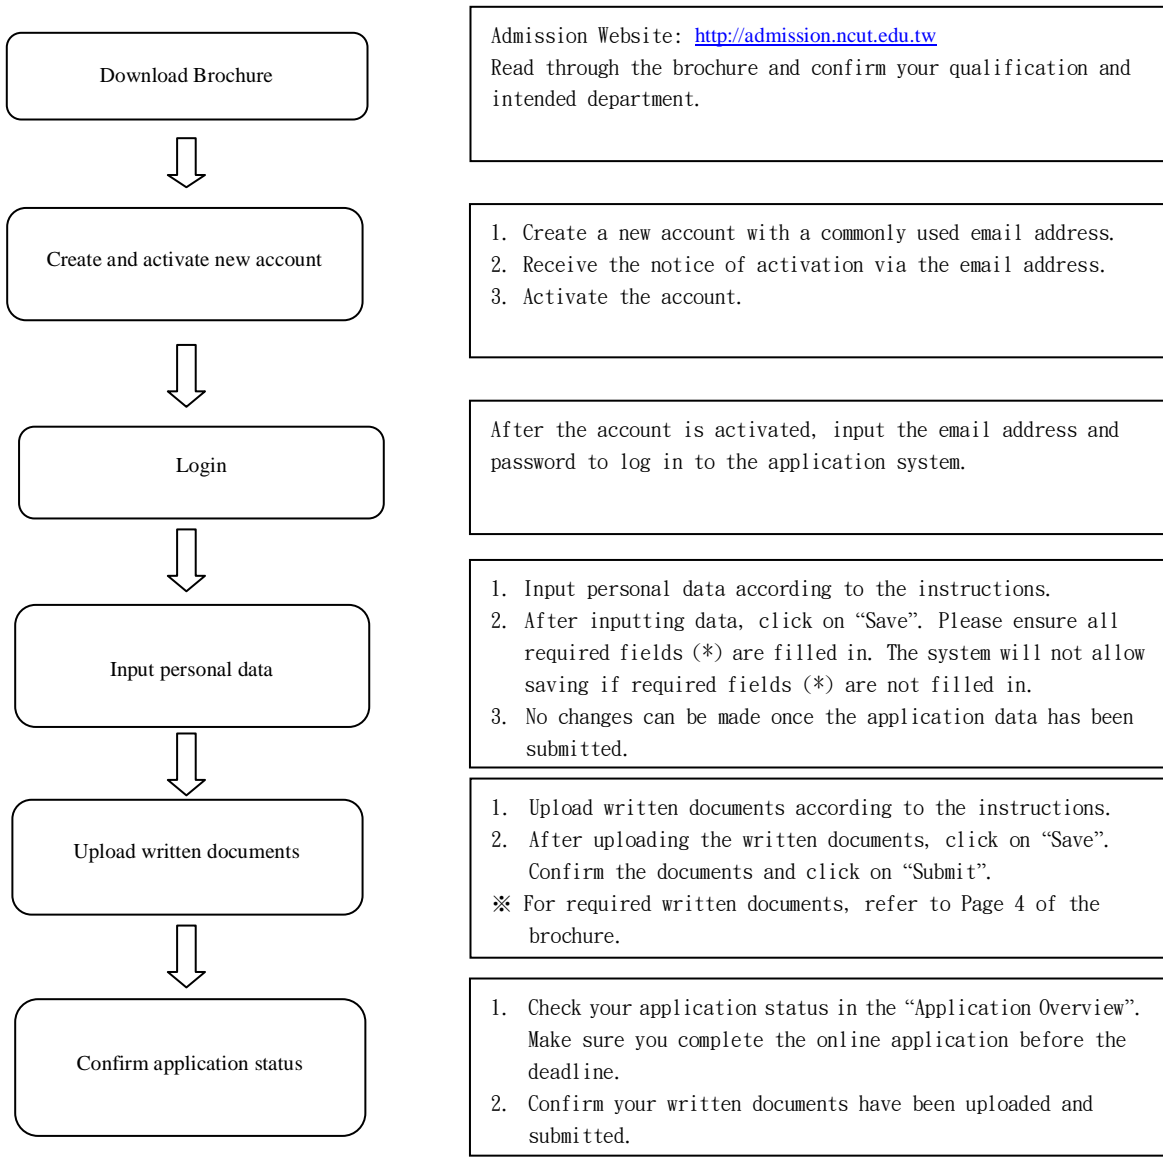 Download Brochure
Admission Website: http://admission.ncut.edu.tw
Read through the brochure and confirm your qualification and
intended department.
Create and activate new account
1. Create a new account with a commonly used email address.
2. Receive the notice of activation via the email address.
3. Activate the account.
Login
After the account is activated, input the email address and
password to log in to the application system.
Input personal data
1. Input personal data according to the instructions.
2. After inputting data, click on “Save”. Please ensure all
required fields (*) are filled in. The system will not allow
saving if required fields (*) are not filled in.
3. No changes can be made once the application data has been
submitted.
Upload written documents
1. Upload written documents according to the instructions.
2. After uploading the written documents, click on “Save”.
Confirm the documents and click on “Submit”.
※ For required written documents, refer to Page 4 of the
brochure.
Confirm application status
1. Check your application status in the “Application Overview”.
Make sure you complete the online application before the
deadline.
2. Confirm your written documents have been uploaded and
submitted.